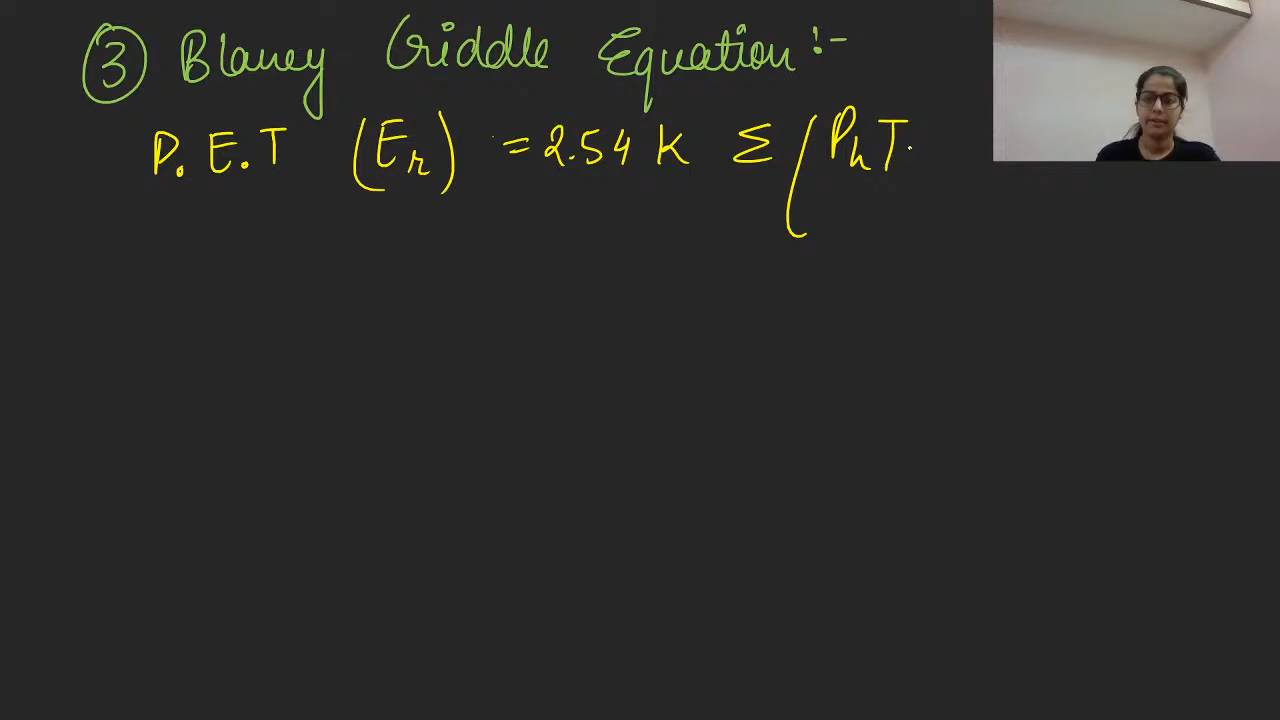 ③ Blaney Criddle Equation :-
P.E.T (Er) = 2.54 K Σ (PhT.